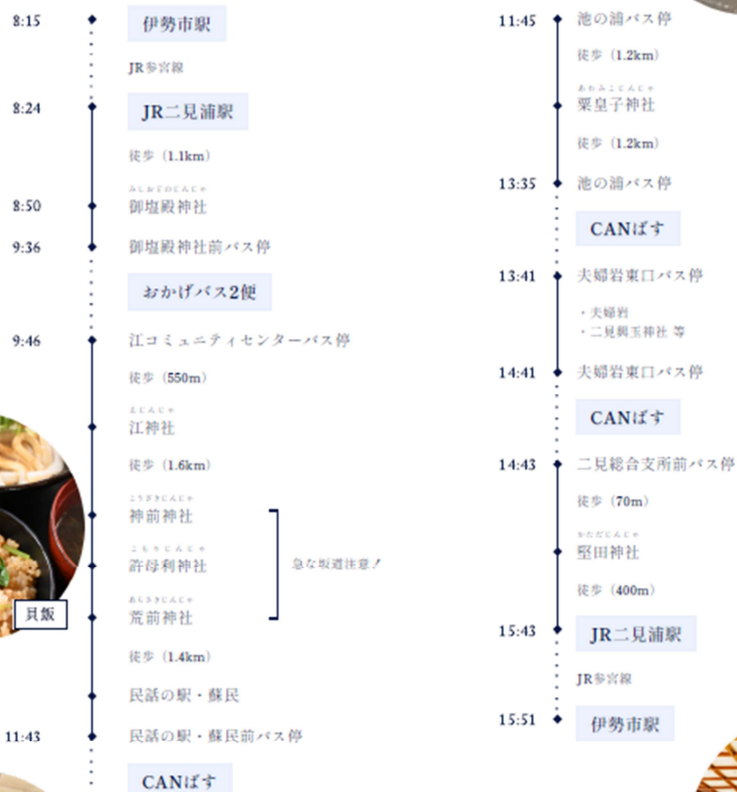 8:15 伊勢市駅
JR参宮線
8:24 JR二見浦駅
徒歩（1.1km）
みしおどのじんじゃ
8:50 御塩殿神社
9:36 御塩殿神社前バス停
おかげバス2便
9:46 江コミュニティセンターバス停
徒歩（550m）
えじんじゃ
江神社
徒歩（1.6km）
こうざきじんじゃ
神前神社
こもりじんじゃ
許母利神社
急な坂道注意！
あらさきじんじゃ
荒前神社
貝飯
徒歩（1.4km）
民話の駅・蘇民
11:43 民話の駅・蘇民前バス停
CANばす
11:45 池の浦バス停
徒歩（1.2km）
あわみこじんじゃ
粟皇子神社
徒歩（1.2km）
13:35 池の浦バス停
CANばす
13:41 夫婦岩東口バス停
・夫婦岩
・二見興玉神社 等
14:41 夫婦岩東口バス停
CANばす
14:43 二見総合支所前バス停
徒歩（70m）
かただじんじゃ
堅田神社
徒歩（400m）
15:43 JR二見浦駅
JR参宮線
15:51 伊勢市駅